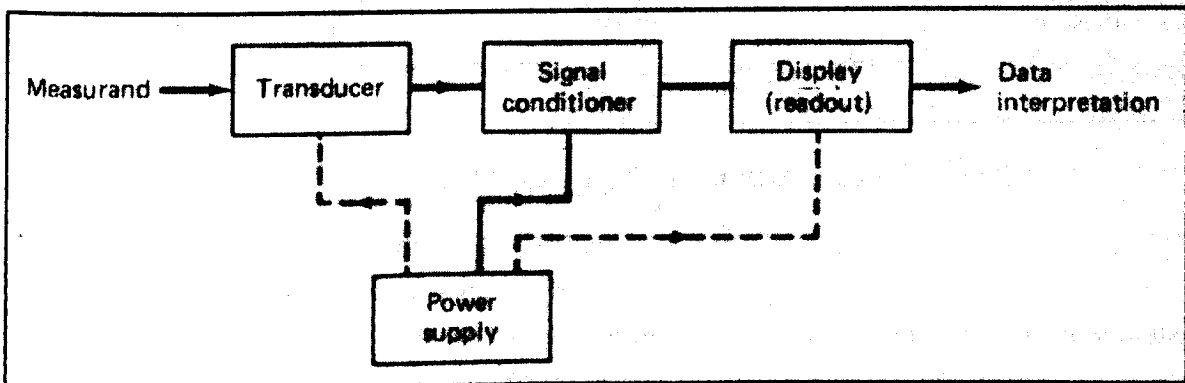 Measurand
Transducer
Signal
conditioner
Display
(readout)
Data
interpretation
Power
supply